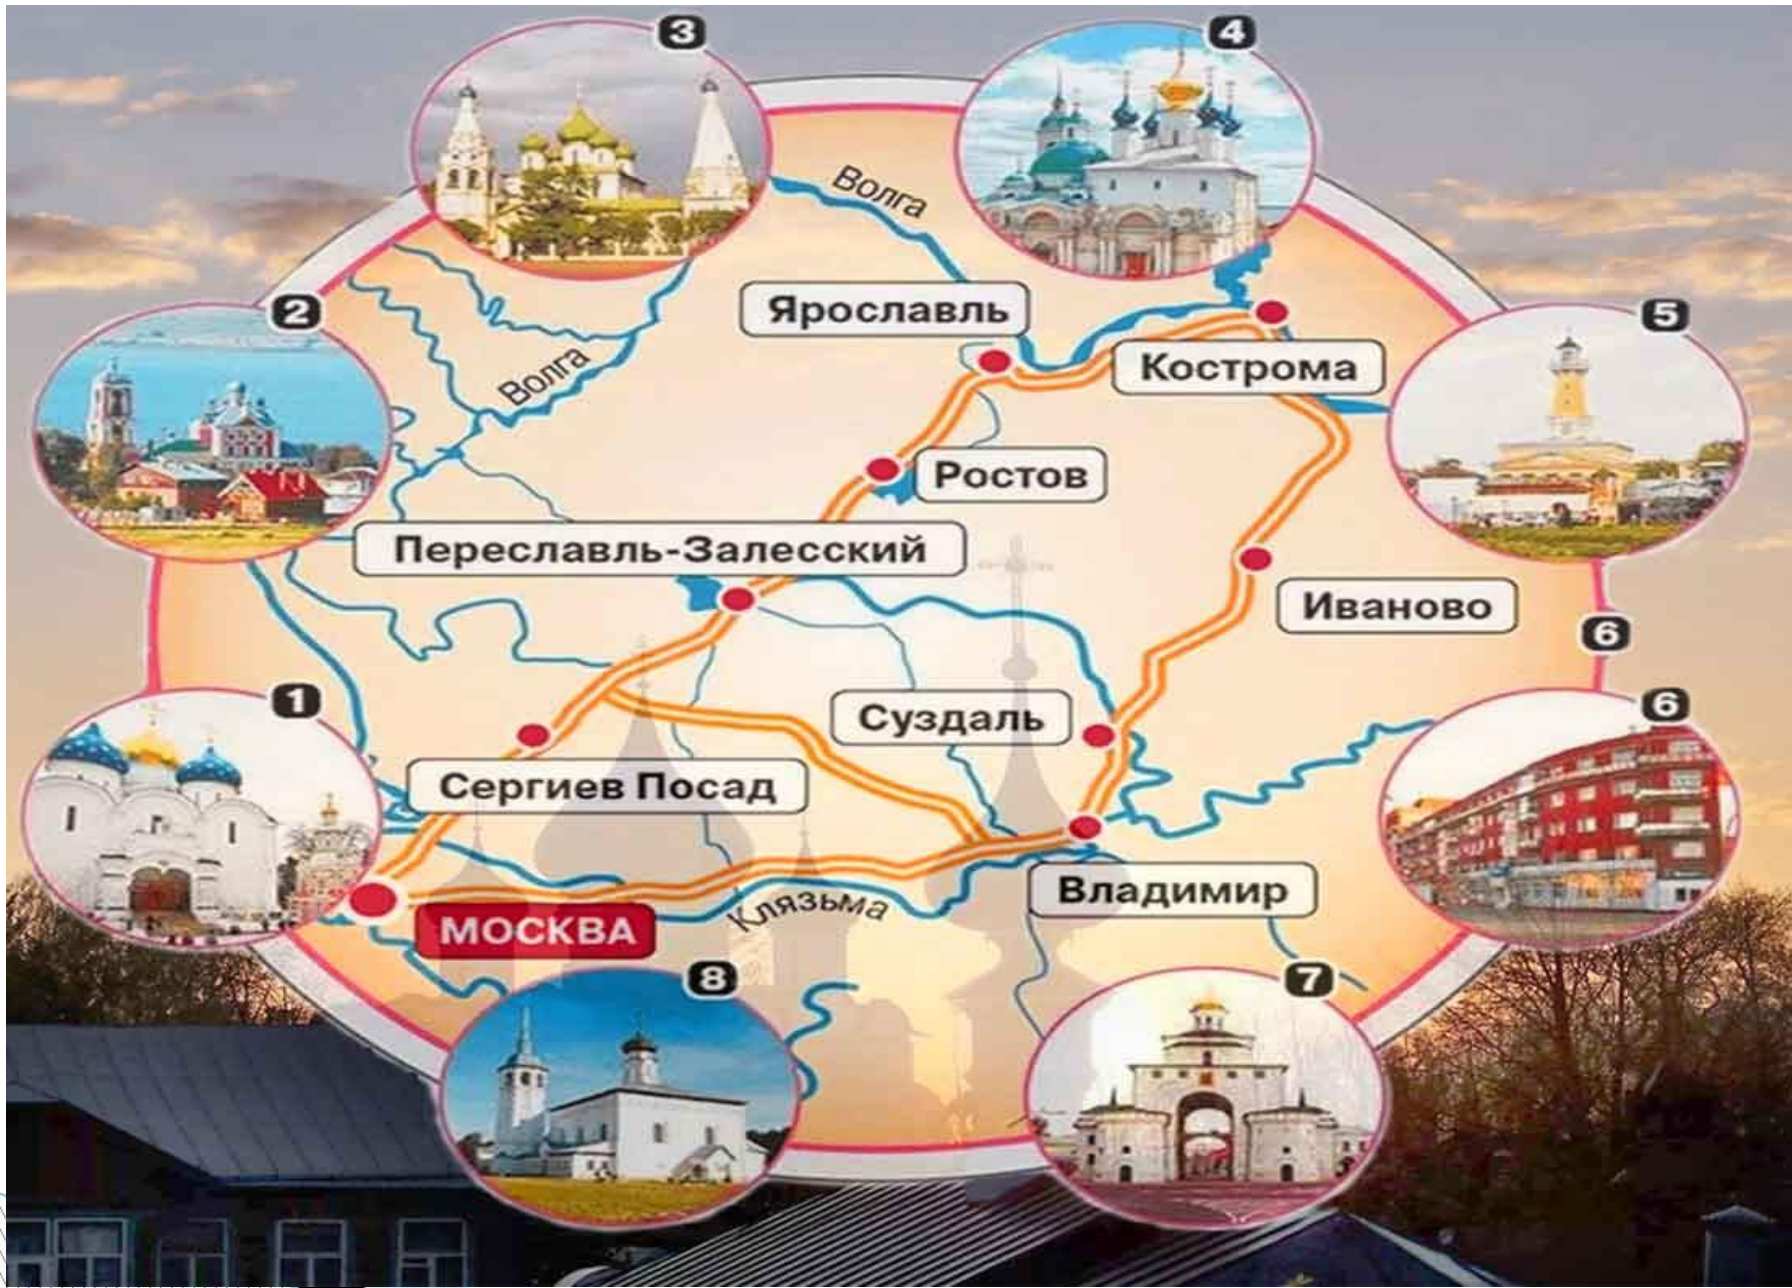 3
4
Волга
2
Ярославль
5
Волга
Кострома
Ростов
Переславль-Залесский
Иваново
6
1
Суздаль
6
Сергиев Посад
Владимир
МОСКВА
Клязьма
8
7